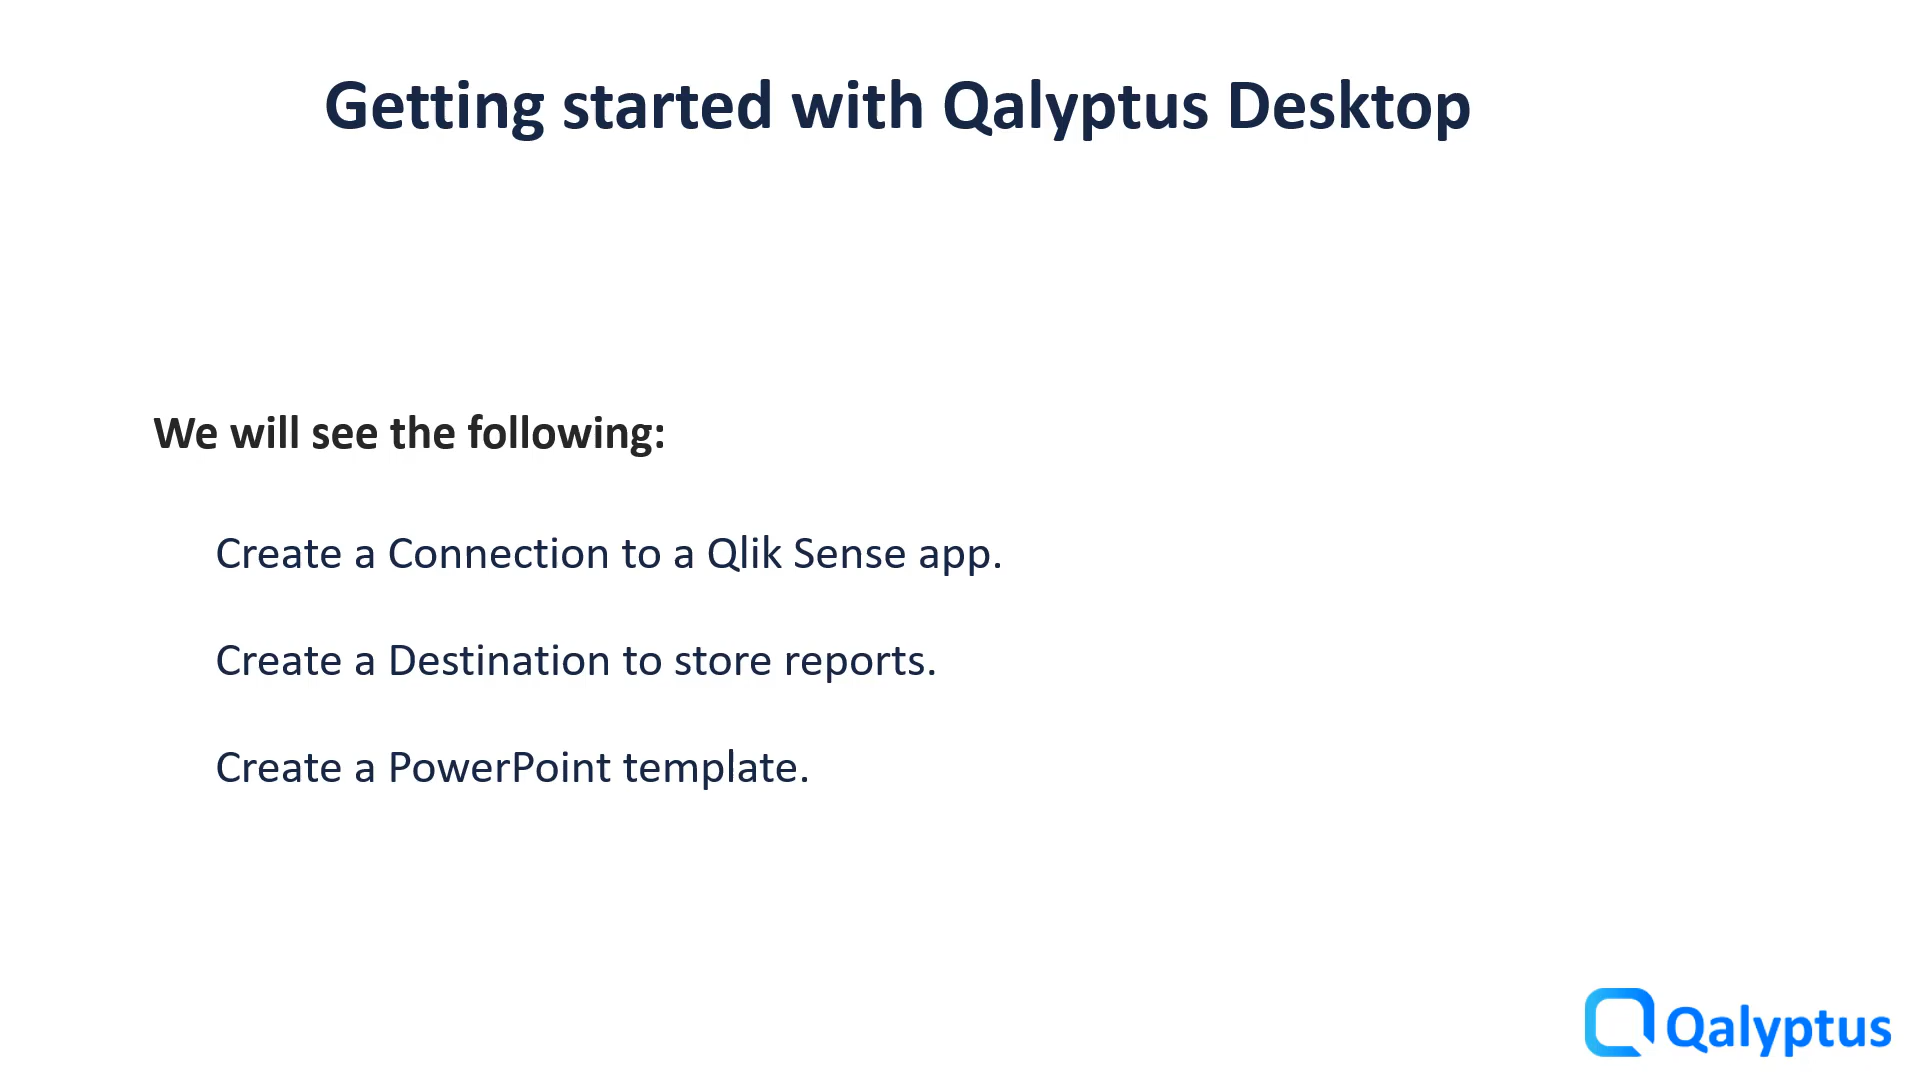 Getting started with Qalyptus Desktop
We will see the following:
Create a Connection to a Qlik Sense app.
Create a Destination to store reports.
Create a PowerPoint template.
Qalyptus